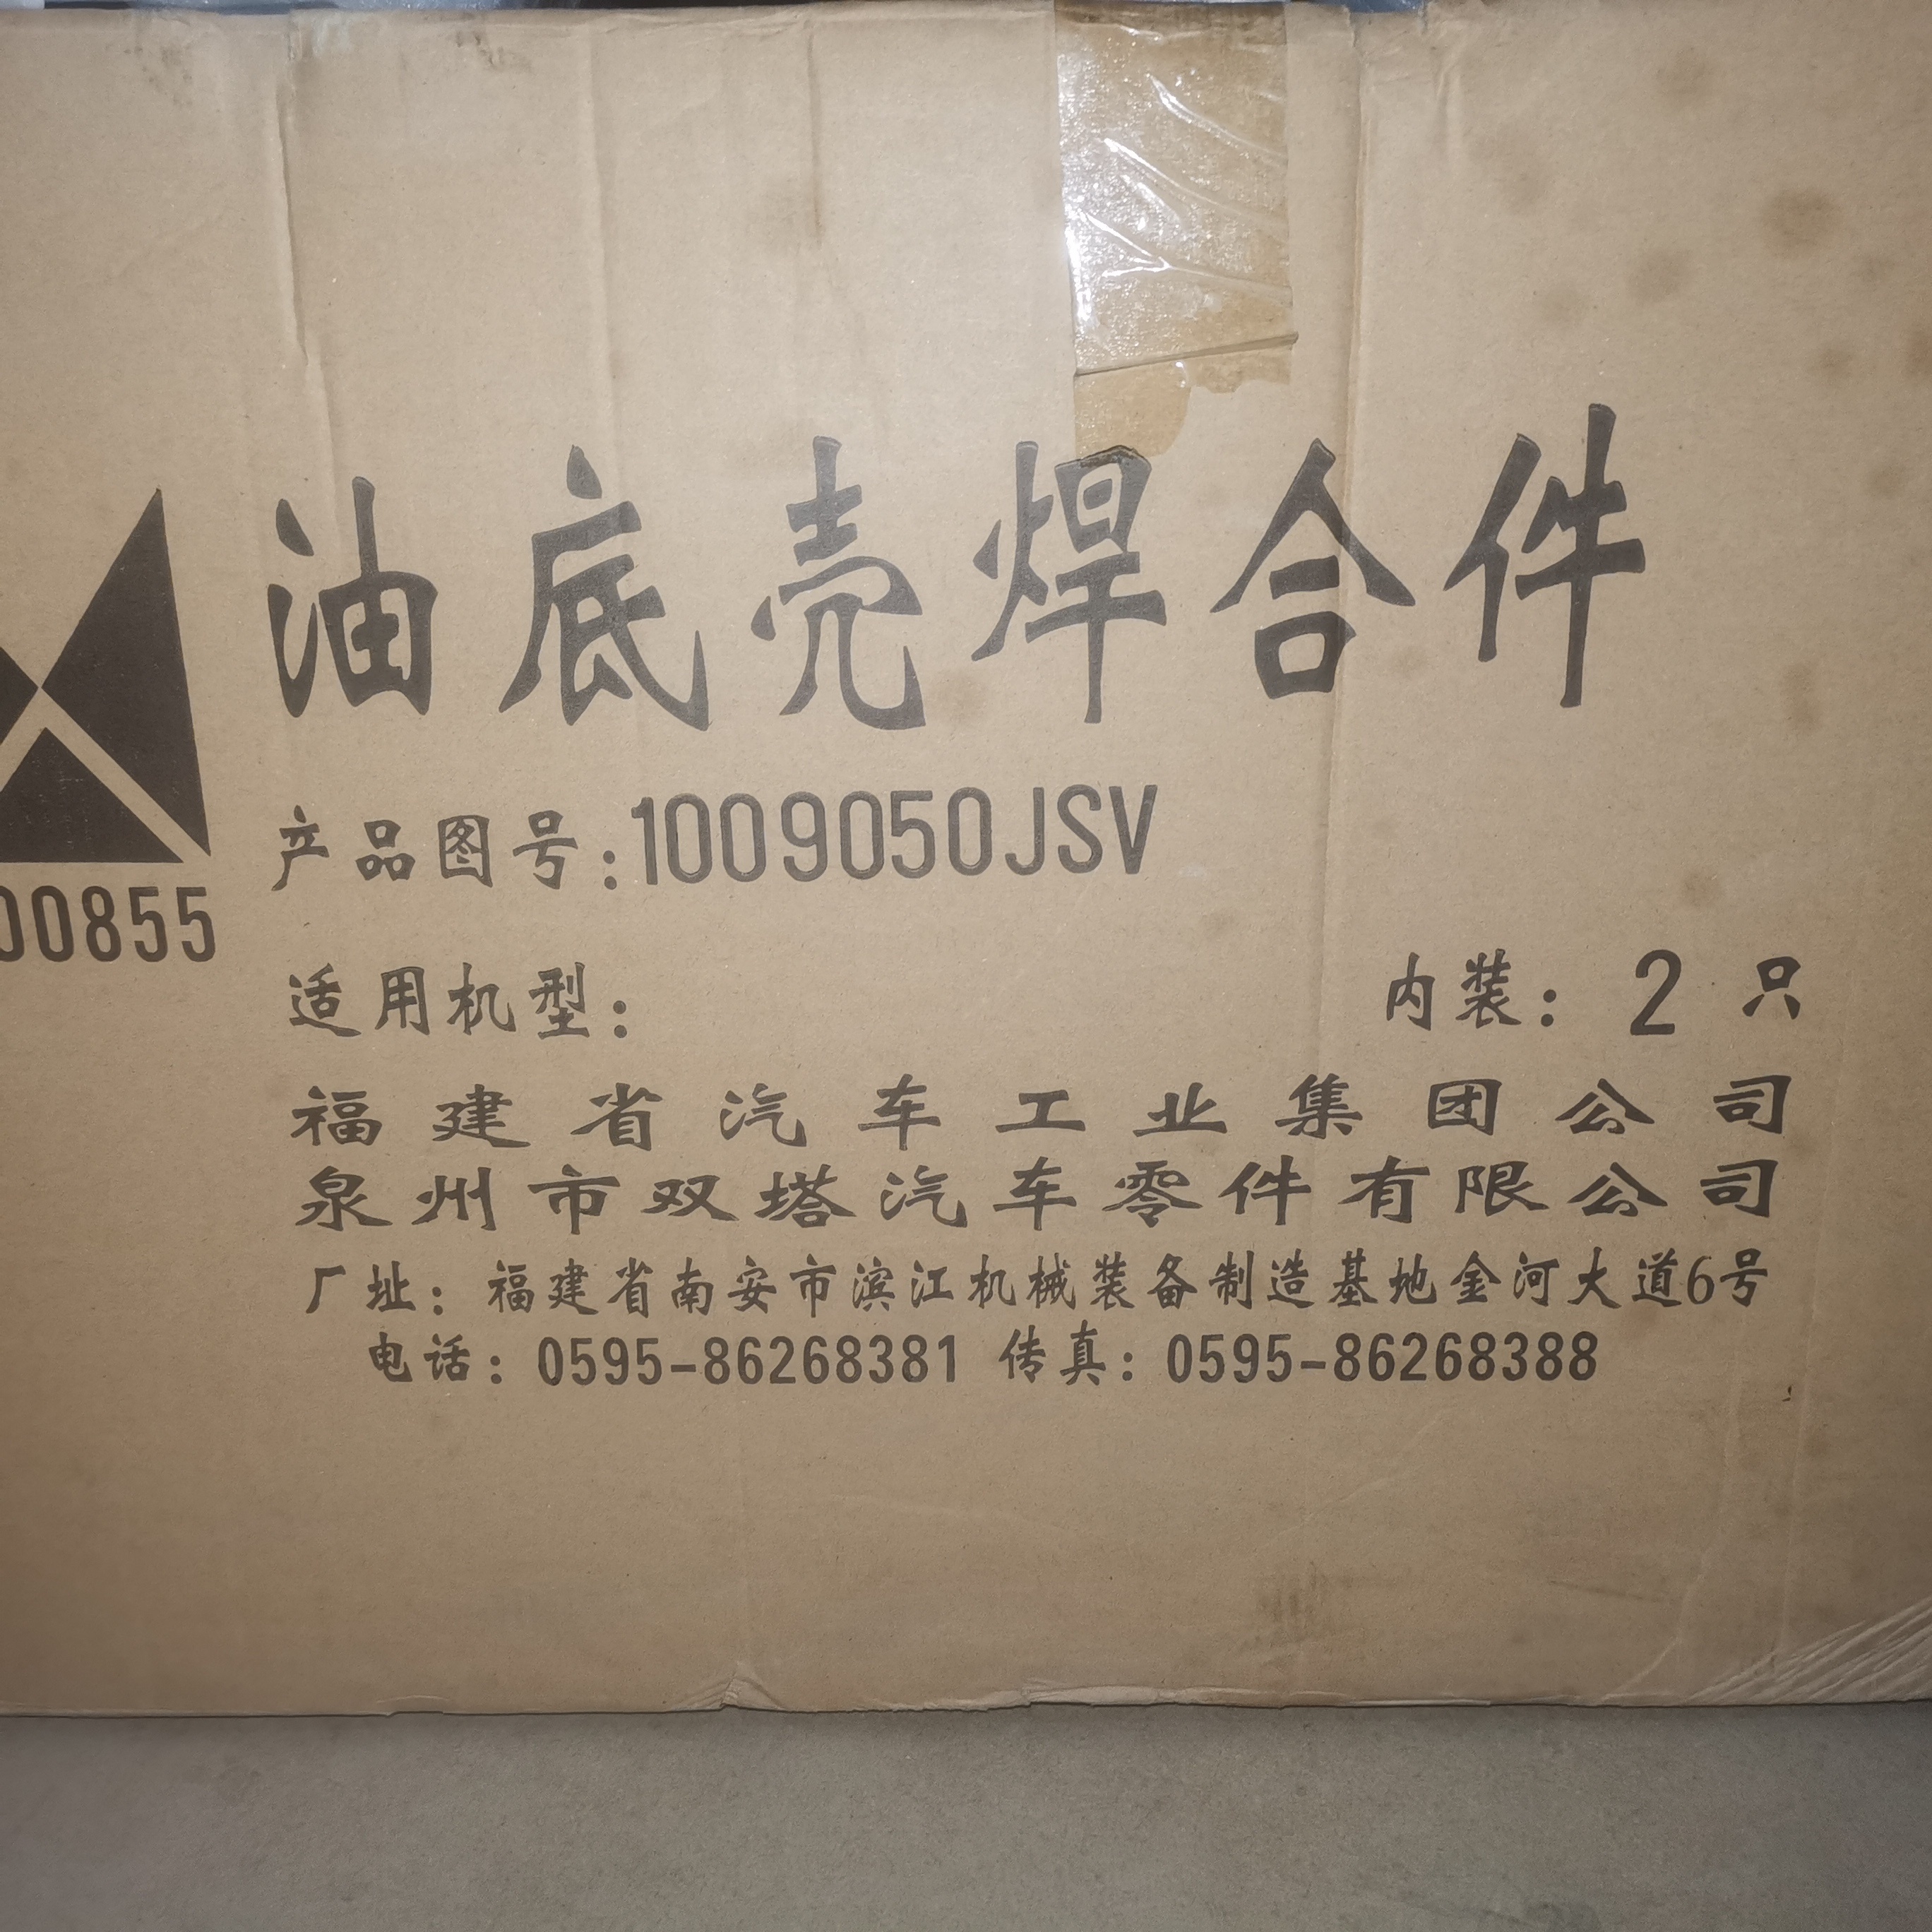 油底壳焊合件
产品图号:1009050JSV
00855
适用机型: 内装: 2 只
福建省汽车工业集团公司
泉州市双塔汽车零件有限公司
厂址: 福建省南安市滨江机械装备制造基地金河大道6号
电话: 0595-86268381 传真: 0595-86268388